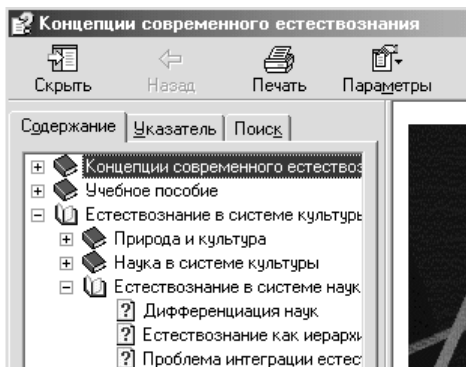 Концепции современного естествознания
Скрыть Назад Печать Параметры
Содержание Указатель Поиск
Концепции современного естествоз
Учебное пособие
Естествознание в системе культуры
Природа и культура
Наука в системе культуры
Естествознание в системе наук
Дифференциация наук
Естествознание как иерархи
Проблема интеграции естес